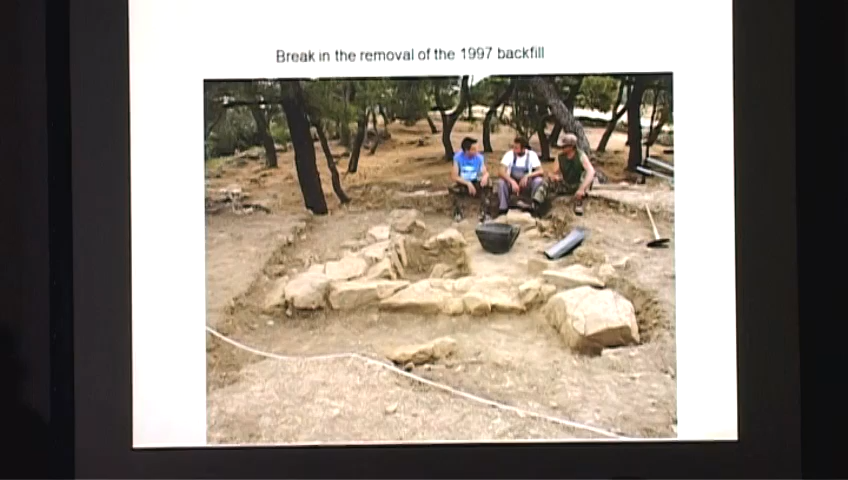 Break in the removal of the 1997 backfill